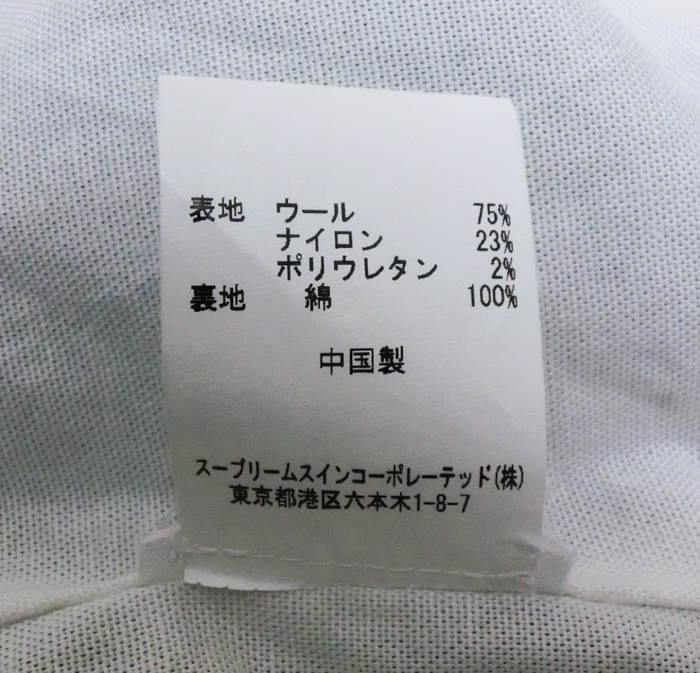 表地 ウール 75%
ナイロン 23%
ポリウレタン 2%
裏地 綿 100%
中国製
スープリームスインコーポレーテッド(株)
東京都港区六本木1-8-7